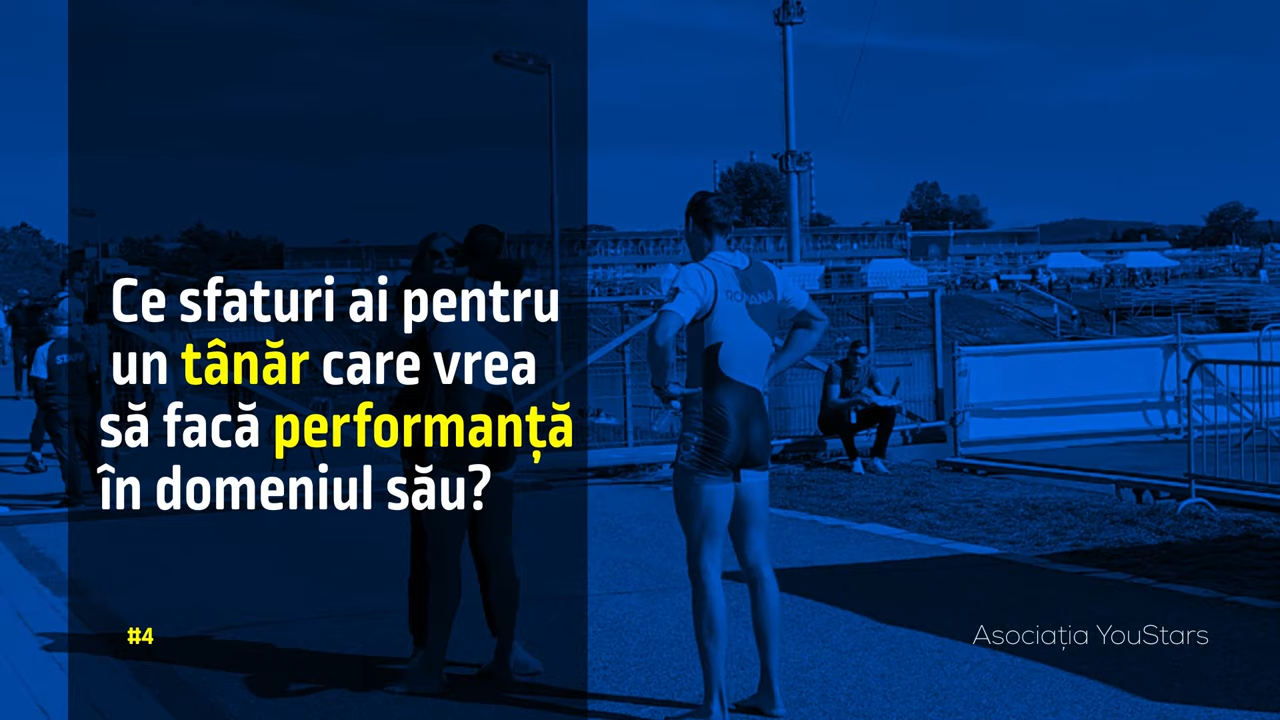 Ce sfaturi ai pentru
un tânăr care vrea
să facă performanță
în domeniul său?
#4
Asociația YouStars